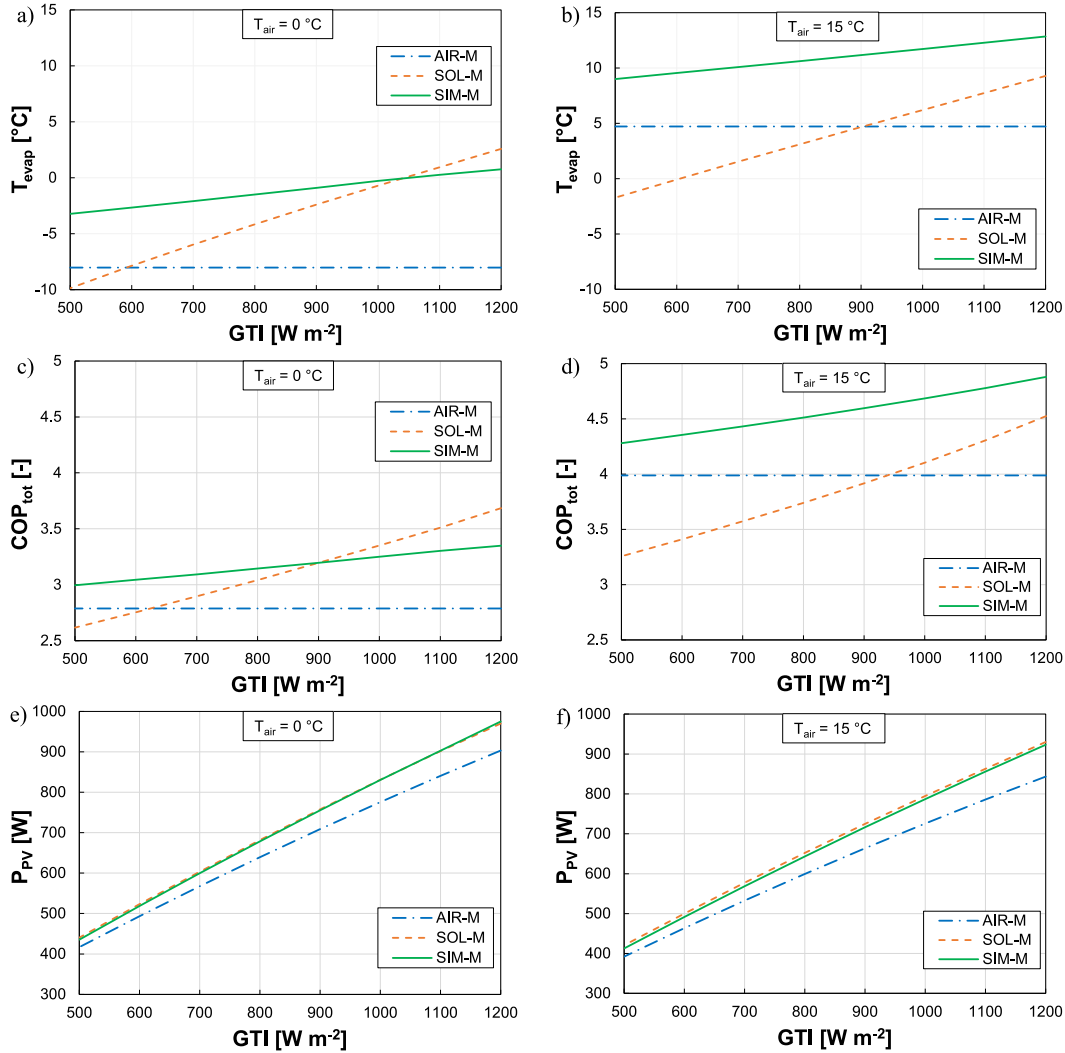 a)
T_air = 0 °C
15
10
5
0
-5
-10
T_evap [°C]
AIR-M
SOL-M
SIM-M
500 600 700 800 900 1000 1100 1200
GTI [W m⁻²]
b)
T_air = 15 °C
15
10
5
0
-5
-10
T_evap [°C]
AIR-M
SOL-M
SIM-M
500 600 700 800 900 1000 1100 1200
GTI [W m⁻²]
c)
T_air = 0 °C
5
4.5
4
3.5
3
2.5
COP_tot [-]
AIR-M
SOL-M
SIM-M
500 600 700 800 900 1000 1100 1200
GTI [W m⁻²]
d)
T_air = 15 °C
5
4.5
4
3.5
3
2.5
COP_tot [-]
AIR-M
SOL-M
SIM-M
500 600 700 800 900 1000 1100 1200
GTI [W m⁻²]
e)
T_air = 0 °C
1000
900
800
700
600
500
400
300
P_PV [W]
AIR-M
SOL-M
SIM-M
500 600 700 800 900 1000 1100 1200
GTI [W m⁻²]
f)
T_air = 15 °C
1000
900
800
700
600
500
400
300
P_PV [W]
AIR-M
SOL-M
SIM-M
500 600 700 800 900 1000 1100 1200
GTI [W m⁻²]